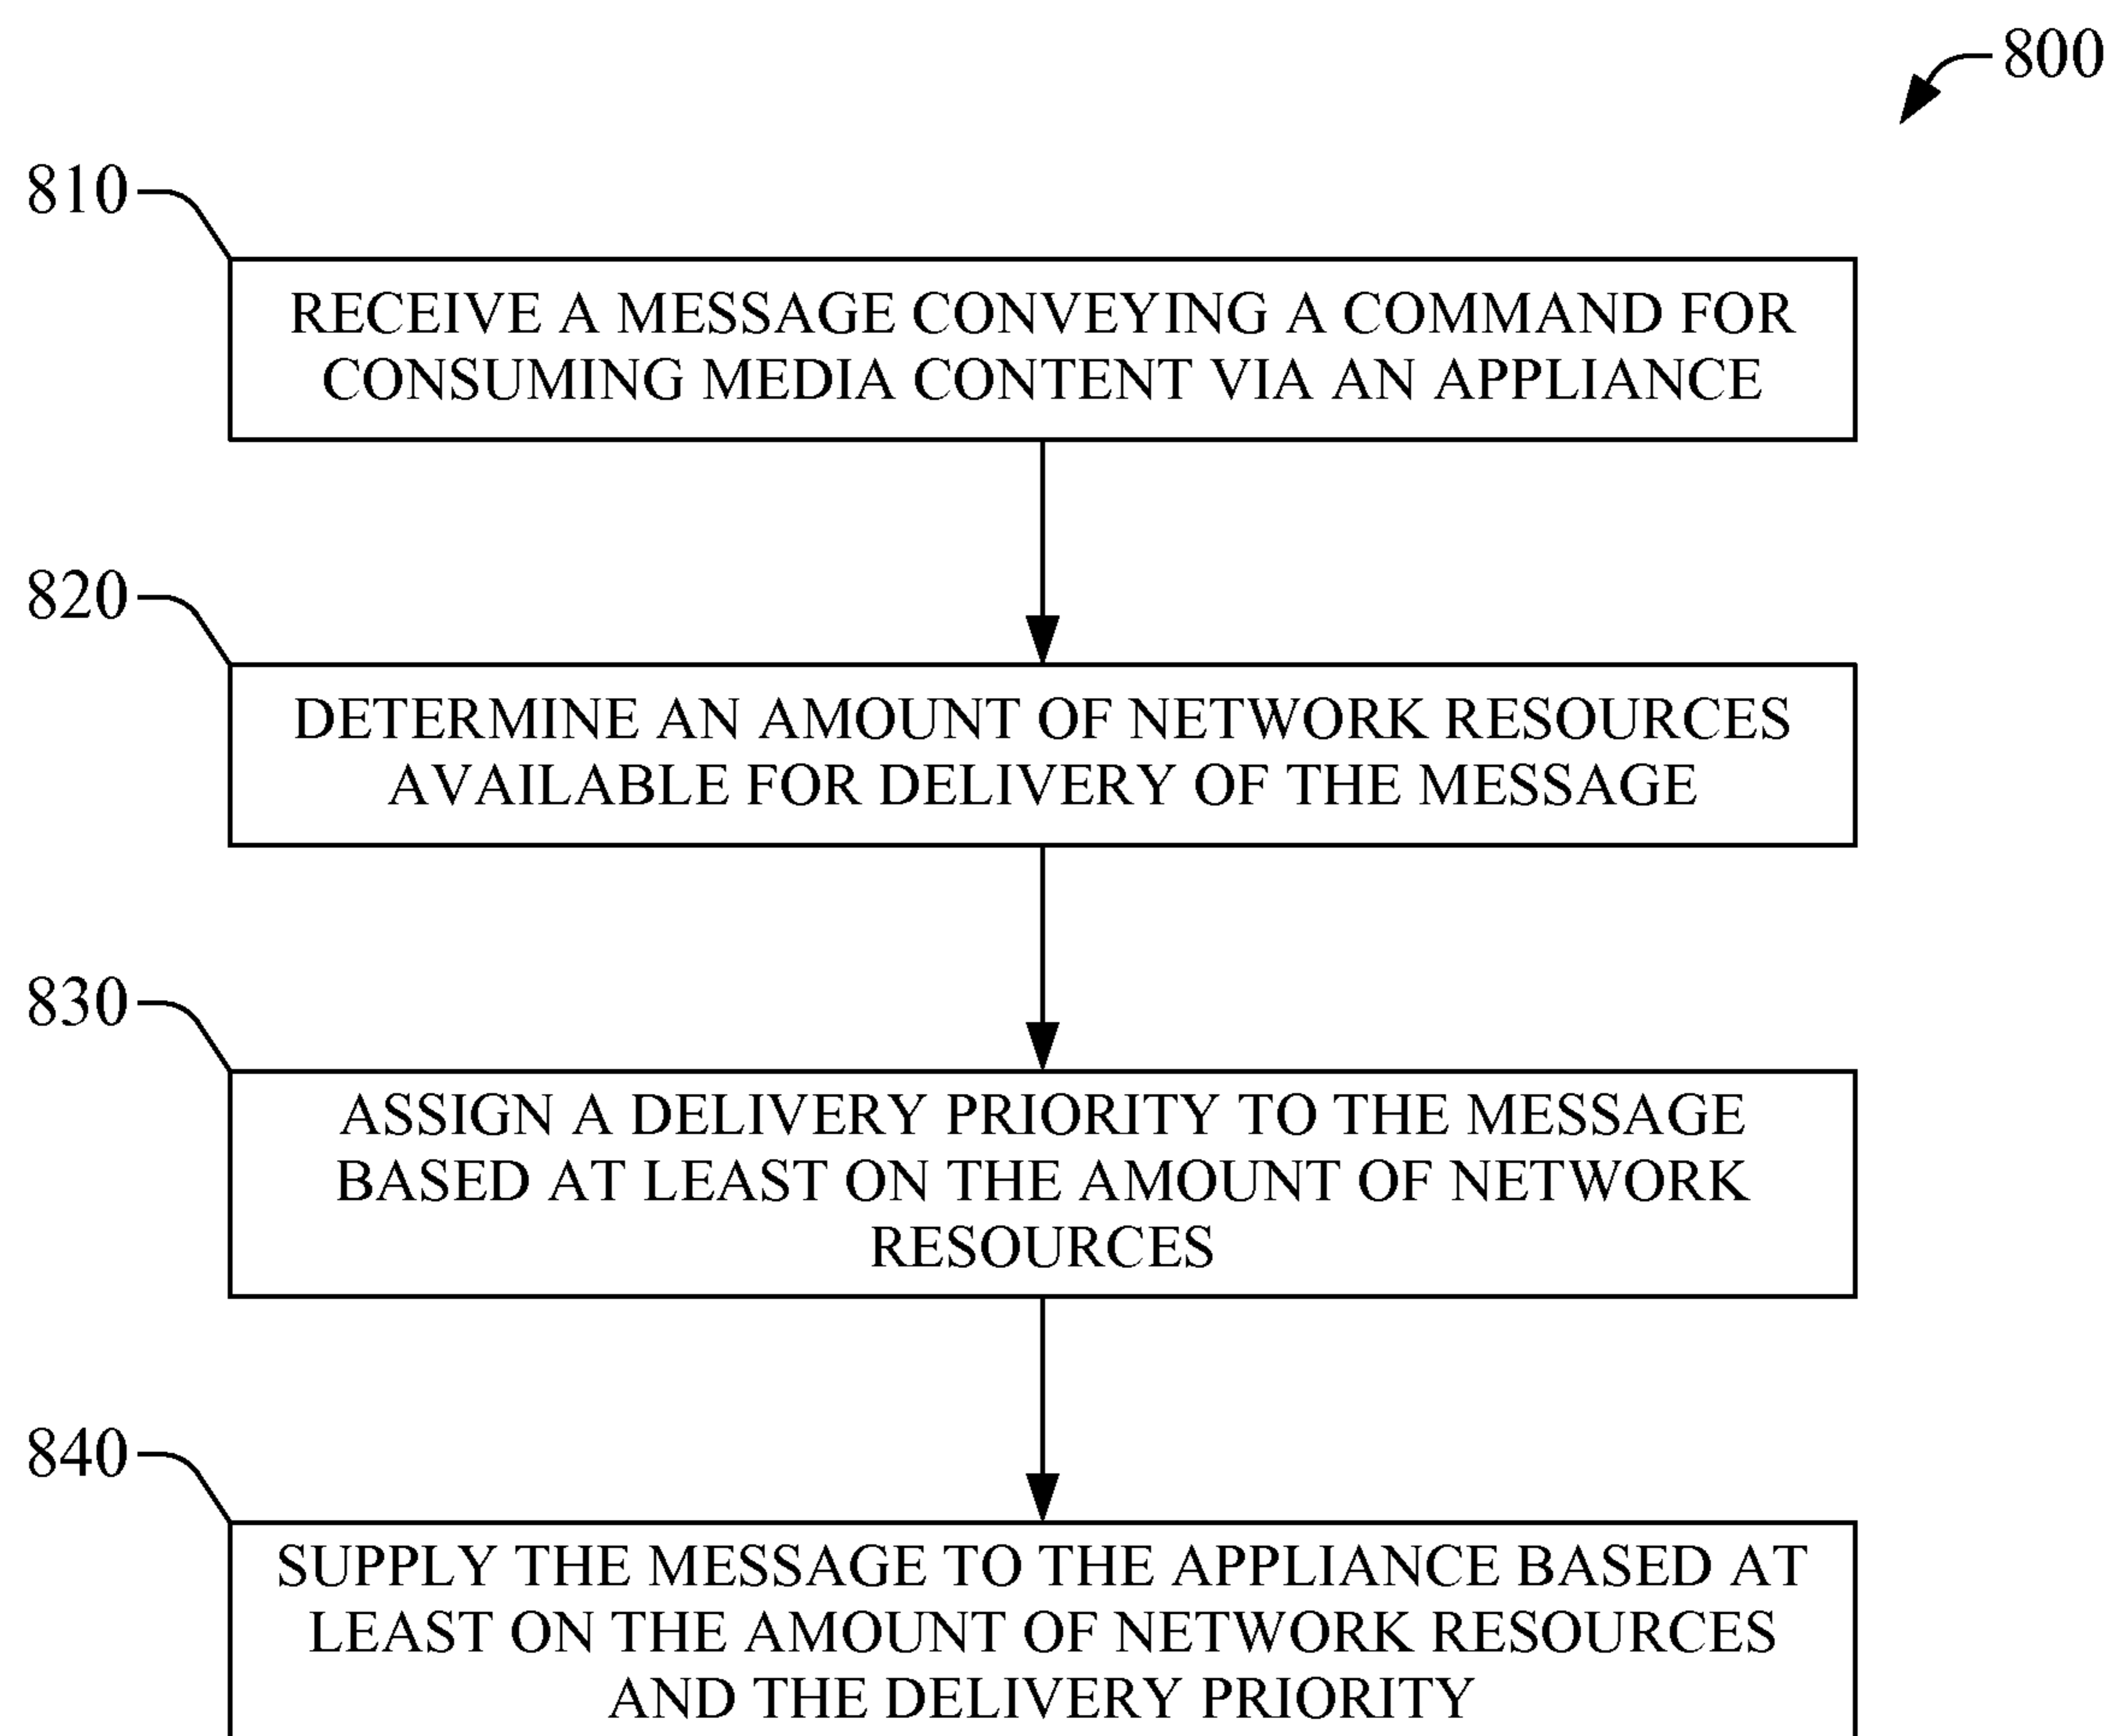 800
810
RECEIVE A MESSAGE CONVEYING A COMMAND FOR
CONSUMING MEDIA CONTENT VIA AN APPLIANCE
820
DETERMINE AN AMOUNT OF NETWORK RESOURCES
AVAILABLE FOR DELIVERY OF THE MESSAGE
830
ASSIGN A DELIVERY PRIORITY TO THE MESSAGE
BASED AT LEAST ON THE AMOUNT OF NETWORK
RESOURCES
840
SUPPLY THE MESSAGE TO THE APPLIANCE BASED AT
LEAST ON THE AMOUNT OF NETWORK RESOURCES
AND THE DELIVERY PRIORITY